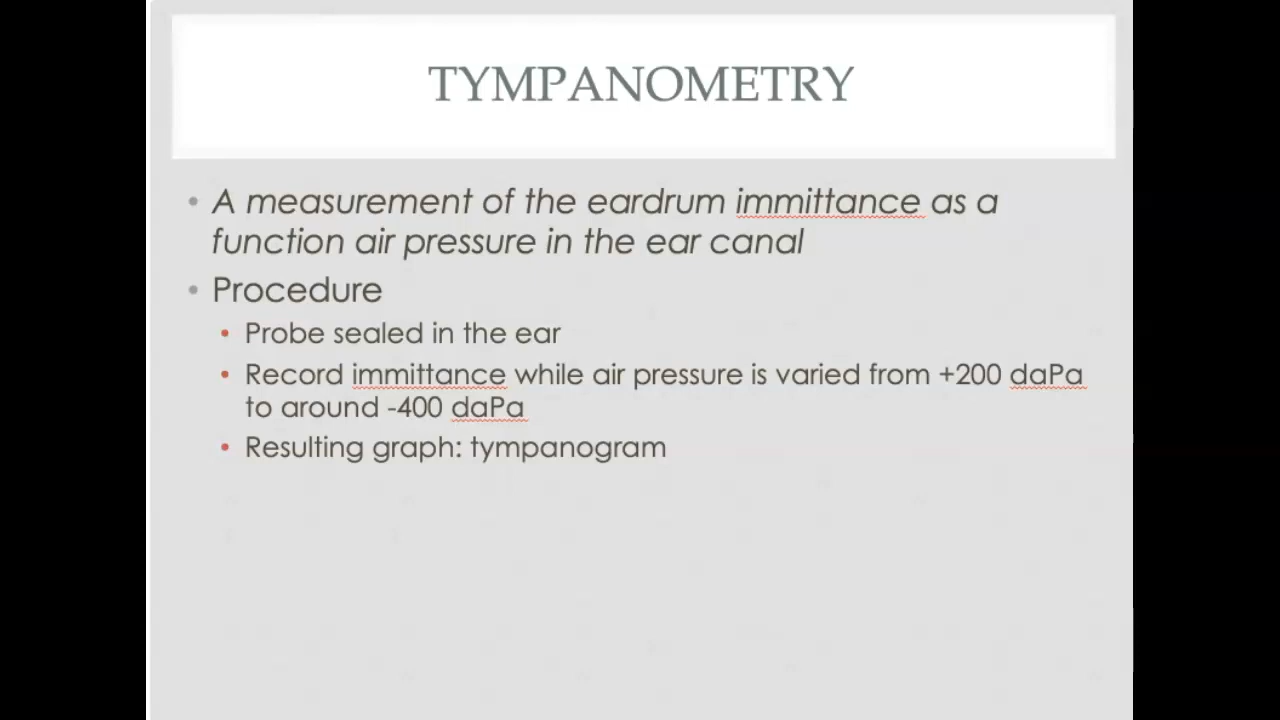 TYMPANOMETRY
• A measurement of the eardrum immittance as a
function air pressure in the ear canal
• Procedure
• Probe sealed in the ear
• Record immittance while air pressure is varied from +200 daPa
to around -400 daPa
• Resulting graph: tympanogram